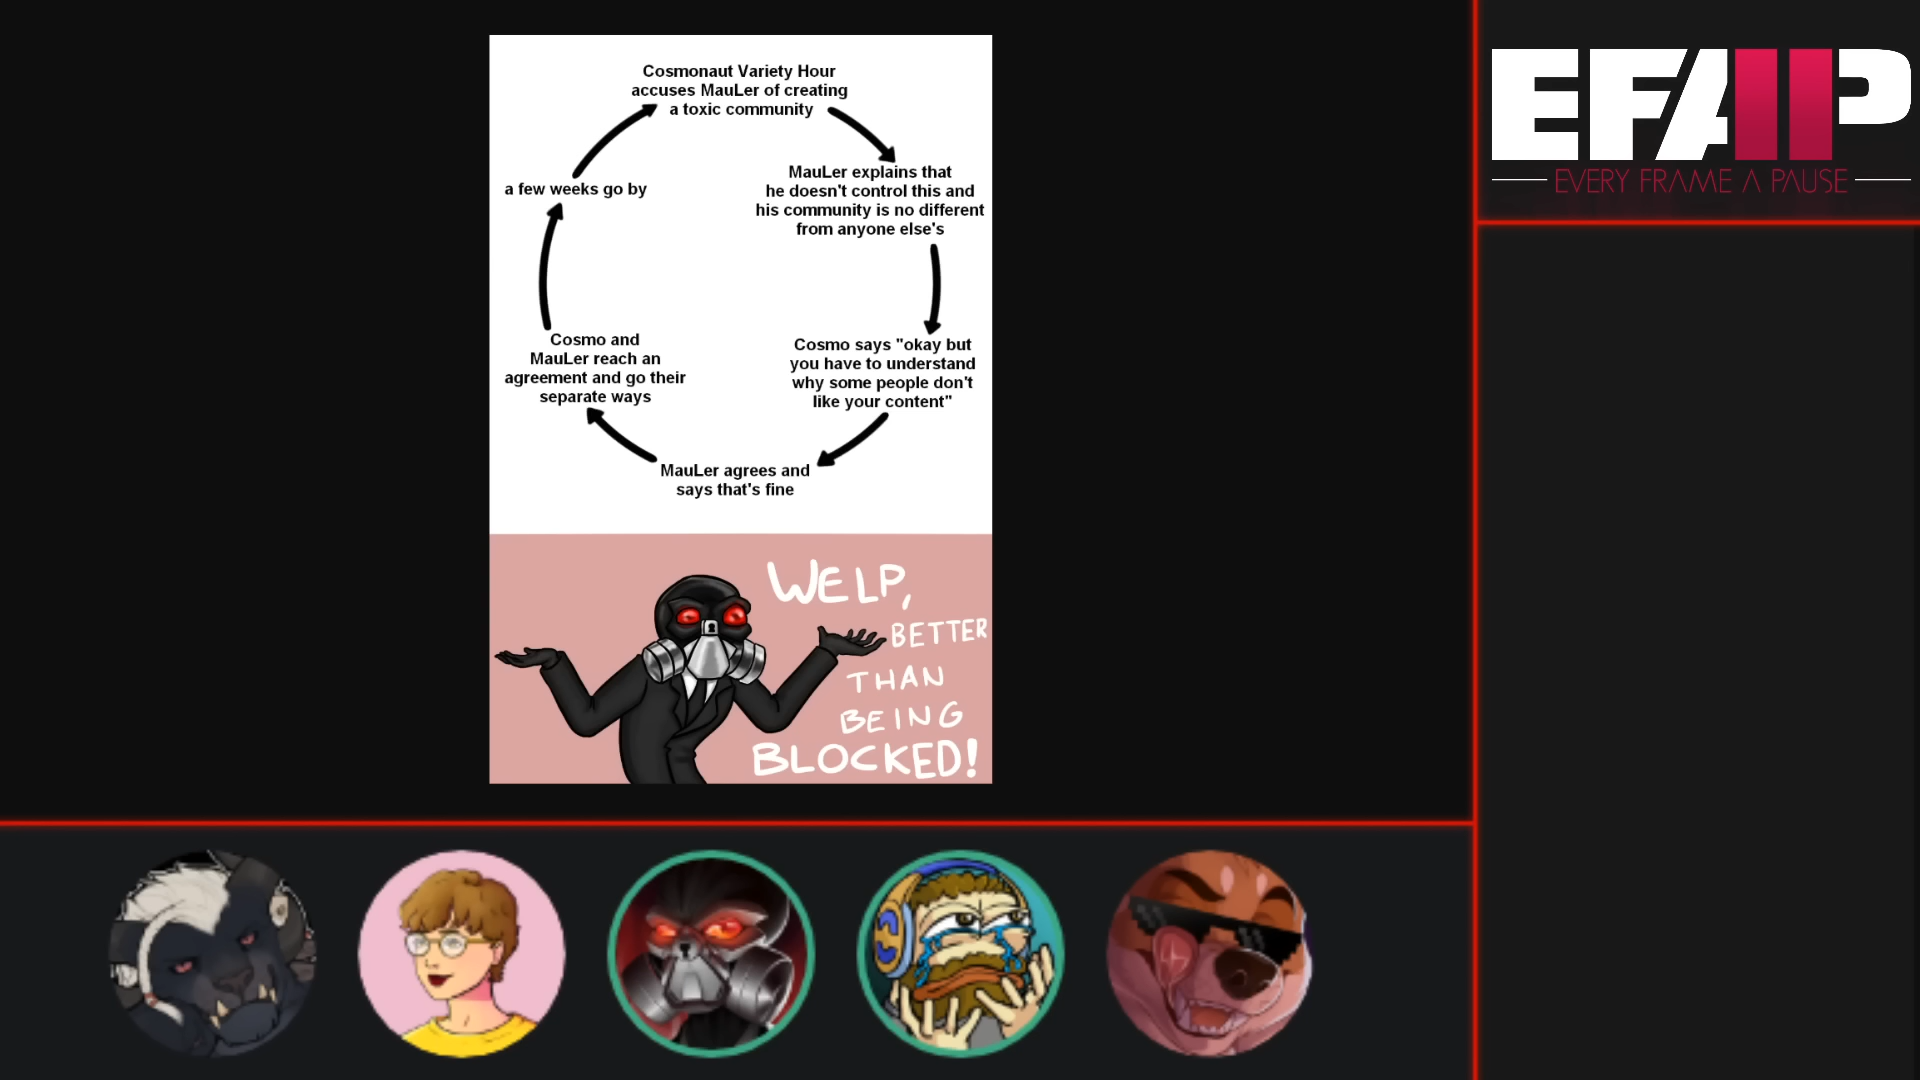 Cosmonaut Variety Hour
accuses MauLer of creating
a toxic community
MauLer explains that
he doesn't control this and
his community is no different
from anyone else's
Cosmo says "okay but
you have to understand
why some people don't
like your content"
MauLer agrees and
says that's fine
Cosmo and
MauLer reach an
agreement and go their
separate ways
a few weeks go by
WELP,
BETTER
THAN
BEING
BLOCKED!
EFAP
EVERY FRAME A PAUSE